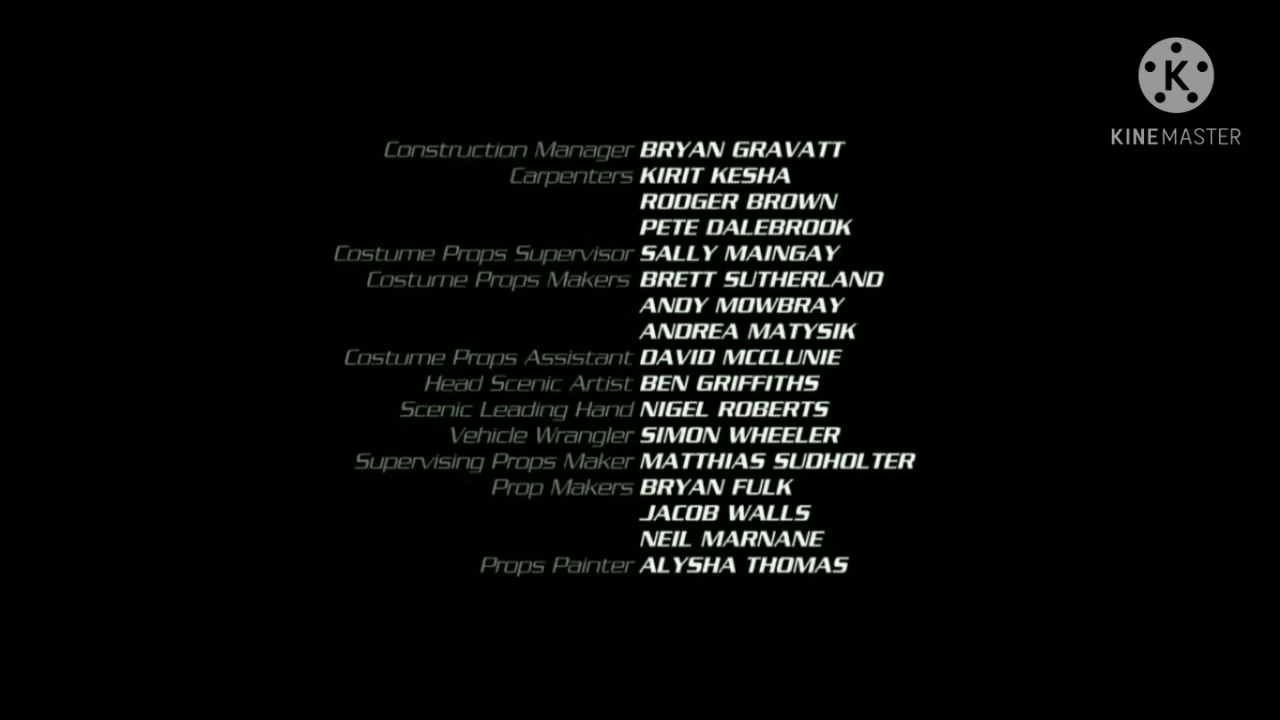 Construction Manager BRYAN GRAVATT
Carpenters KIRIT KESHA
RODGER BROWN
PETE DALEBROOK
Costume Props Supervisor SALLY MAINGAY
Costume Props Makers BRETT SUTHERLAND
ANDY MOWBRAY
ANDREA MATYSIK
Costume Props Assistant DAVID MCCLUNIE
Head Scenic Artist BEN GRIFFITHS
Scenic Leading Hand NIGEL ROBERTS
Vehicle Wrangler SIMON WHEELER
Supervising Props Maker MATTHIAS SUDHOLTER
Prop Makers BRYAN FULK
JACOB WALLS
NEIL MARNANE
Props Painter ALYSHA THOMAS
K
KINEMASTER